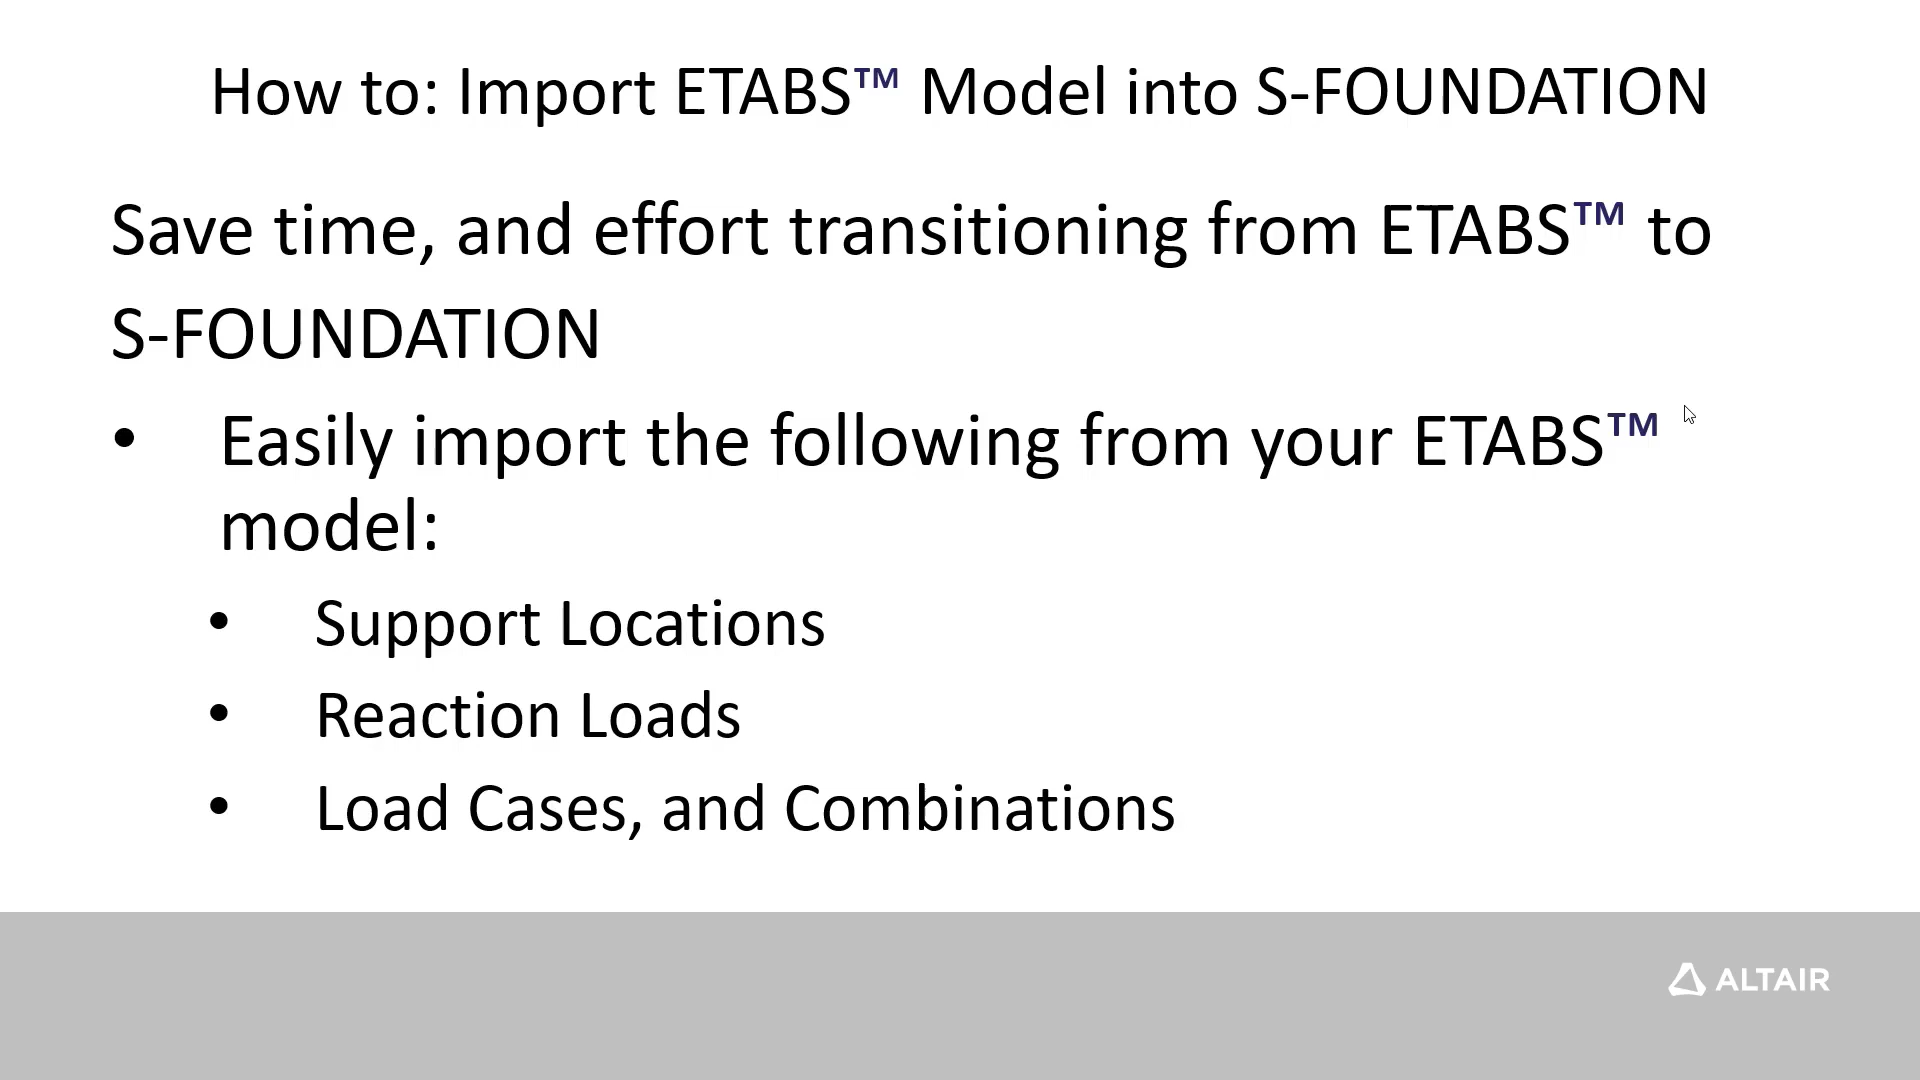 How to: Import ETABS™ Model into S-FOUNDATION
Save time, and effort transitioning from ETABS™ to
S-FOUNDATION
• Easily import the following from your ETABS™
model:
• Support Locations
• Reaction Loads
• Load Cases, and Combinations
ALTAIR